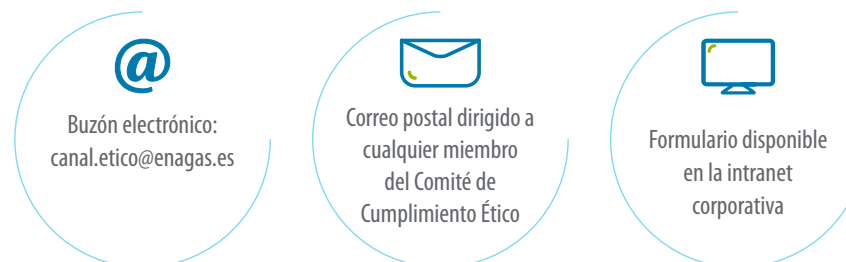 @
Buzón electrónico:
canal.etico@enagas.es
Correo postal dirigido a
cualquier miembro
del Comité de
Cumplimiento Ético
Formulario disponible
en la intranet
corporativa